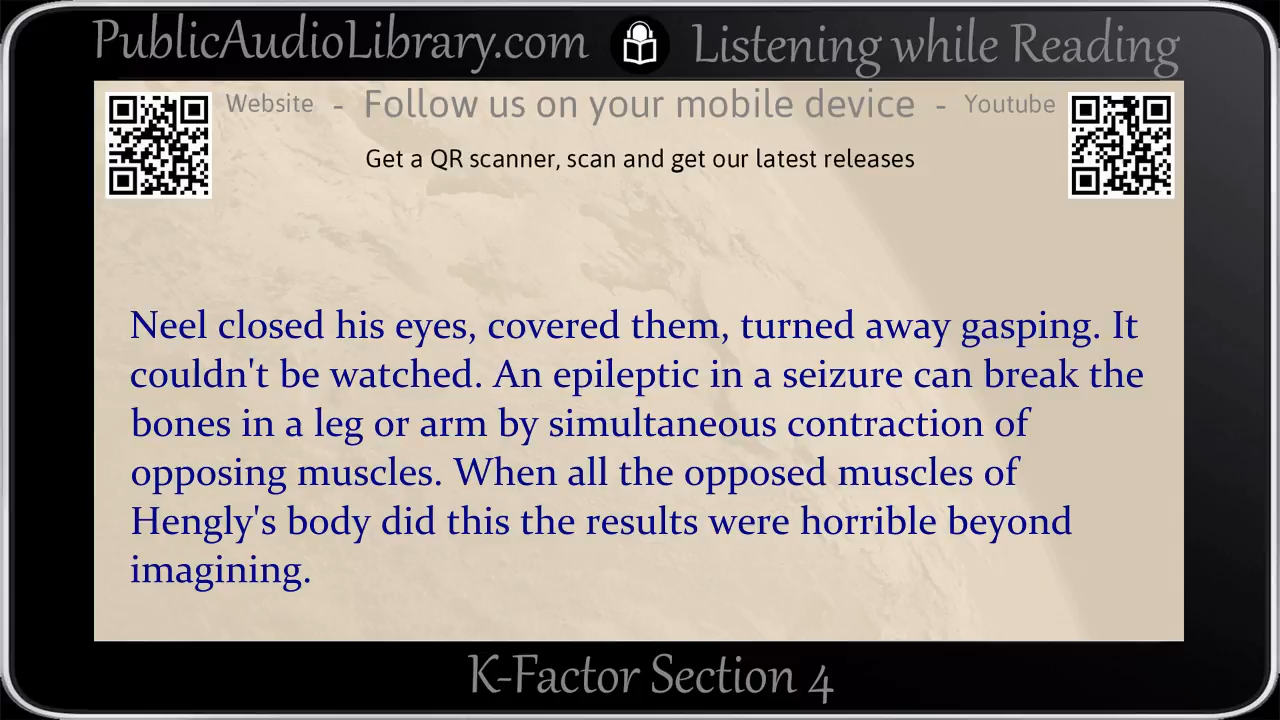 PublicAudioLibrary.com Listening while Reading
Website - Follow us on your mobile device - Youtube
Get a QR scanner, scan and get our latest releases
Neel closed his eyes, covered them, turned away gasping. It
couldn't be watched. An epileptic in a seizure can break the
bones in a leg or arm by simultaneous contraction of
opposing muscles. When all the opposed muscles of
Hengly's body did this the results were horrible beyond
imagining.
K-Factor Section 4